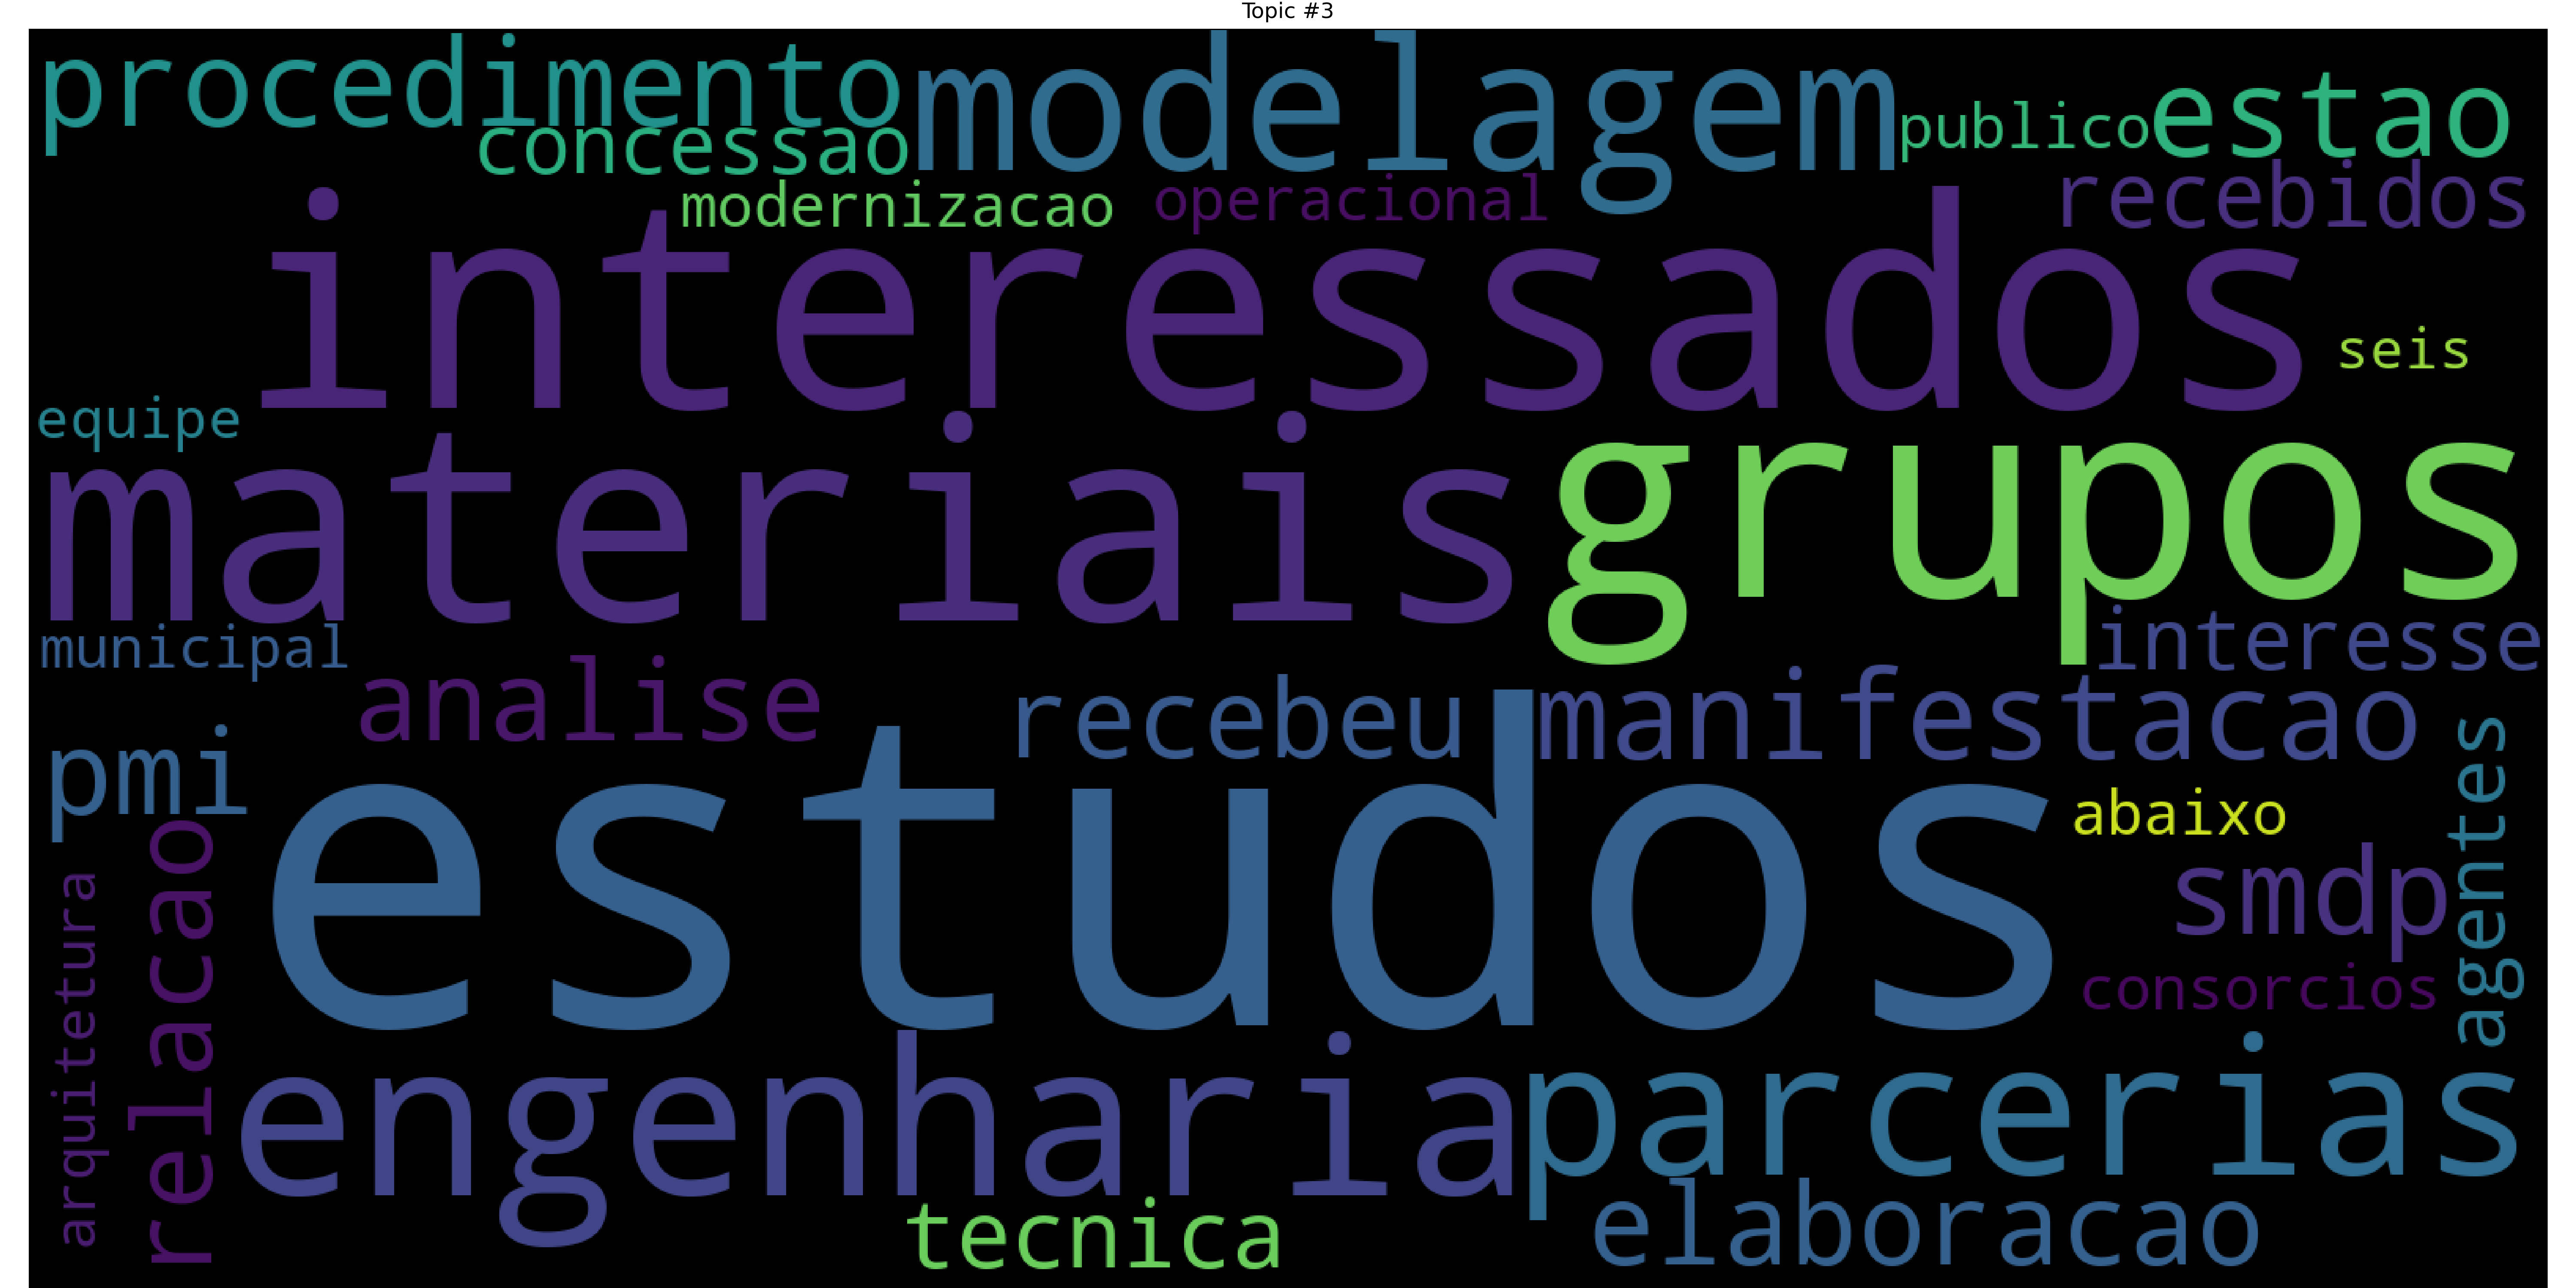 Topic #3
procedimento
modelagem
publico
estao
concessao
modernizacao
operacional
recebidos
interessados
seis
equipe
materiais
grupos
municipal
interesse
analise
recebeu
manifestacao
pmi
estudos
abaixo
agentes
smdp
relacao
arquitetura
consorcios
engenharia
parcerias
tecnica
elaboracao